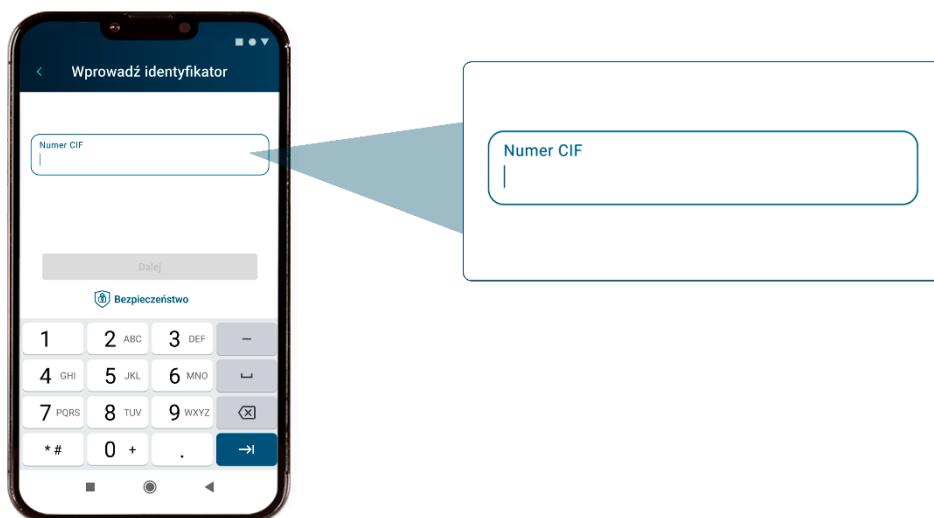 Wprowadź identyfikator
Numer CIF
Dalej
Bezpieczeństwo
1 2 ABC 3 DEF –
4 GHI 5 JKL 6 MNO
7 PQRS 8 TUV 9 WXYZ
* # 0 + .
Numer CIF